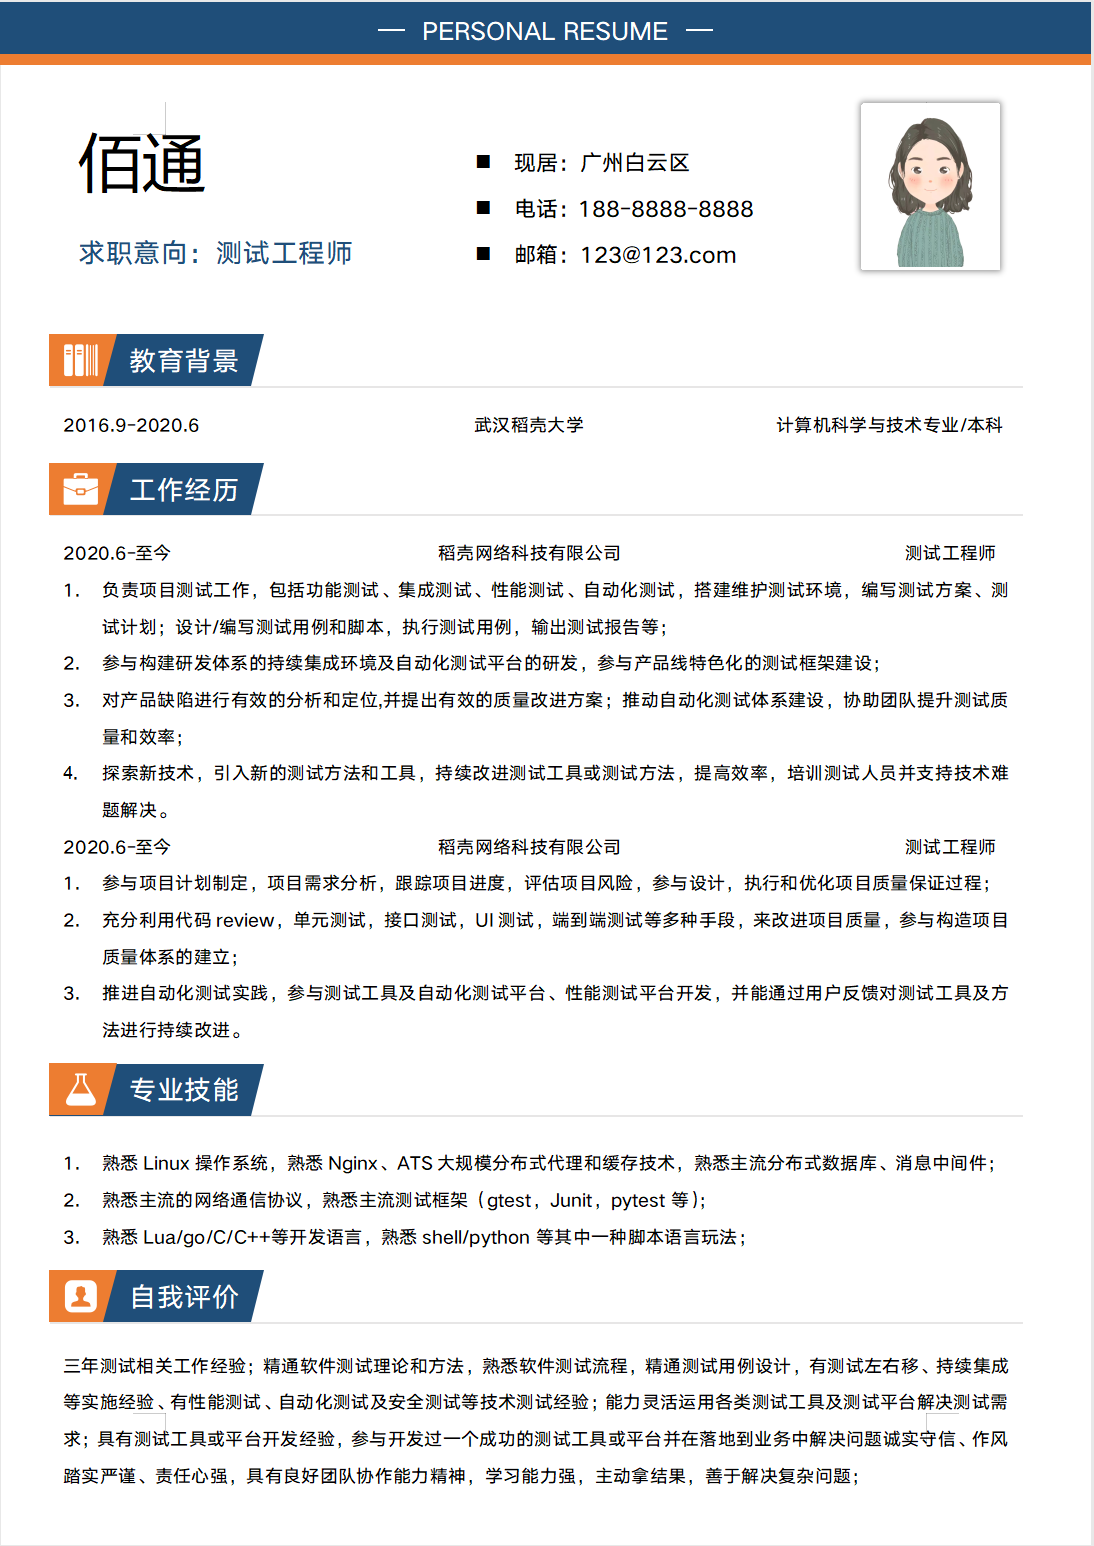 — PERSONAL RESUME —
佰通
求职意向：测试工程师
■ 现居：广州白云区
■ 电话：188-8888-8888
■ 邮箱：123@123.com
教育背景
2016.9-2020.6 武汉稻壳大学 计算机科学与技术专业/本科
工作经历
2020.6-至今 稻壳网络科技有限公司 测试工程师
1. 负责项目测试工作，包括功能测试、集成测试、性能测试、自动化测试，搭建维护测试环境，编写测试方案、测
试计划；设计/编写测试用例和脚本，执行测试用例，输出测试报告等；
2. 参与构建研发体系的持续集成环境及自动化测试平台的研发，参与产品线特色化的测试框架建设；
3. 对产品缺陷进行有效的分析和定位,并提出有效的质量改进方案；推动自动化测试体系建设，协助团队提升测试质
量和效率；
4. 探索新技术，引入新的测试方法和工具，持续改进测试工具或测试方法，提高效率，培训测试人员并支持技术难
题解决。
2020.6-至今 稻壳网络科技有限公司 测试工程师
1. 参与项目计划制定，项目需求分析，跟踪项目进度，评估项目风险，参与设计，执行和优化项目质量保证过程；
2. 充分利用代码 review，单元测试，接口测试，UI 测试，端到端测试等多种手段，来改进项目质量，参与构造项目
质量体系的建立；
3. 推进自动化测试实践，参与测试工具及自动化测试平台、性能测试平台开发，并能通过用户反馈对测试工具及方
法进行持续改进。
专业技能
1. 熟悉 Linux 操作系统，熟悉 Nginx、ATS 大规模分布式代理和缓存技术，熟悉主流分布式数据库、消息中间件；
2. 熟悉主流的网络通信协议，熟悉主流测试框架（gtest，Junit，pytest 等）；
3. 熟悉 Lua/go/C/C++等开发语言，熟悉 shell/python 等其中一种脚本语言玩法；
自我评价
三年测试相关工作经验；精通软件测试理论和方法，熟悉软件测试流程，精通测试用例设计，有测试左右移、持续集成
等实施经验、有性能测试、自动化测试及安全测试等技术测试经验；能力灵活运用各类测试工具及测试平台解决测试需
求；具有测试工具或平台开发经验，参与开发过一个成功的测试工具或平台并在落地到业务中解决问题诚实守信、作风
踏实严谨、责任心强，具有良好团队协作能力精神，学习能力强，主动拿结果，善于解决复杂问题；